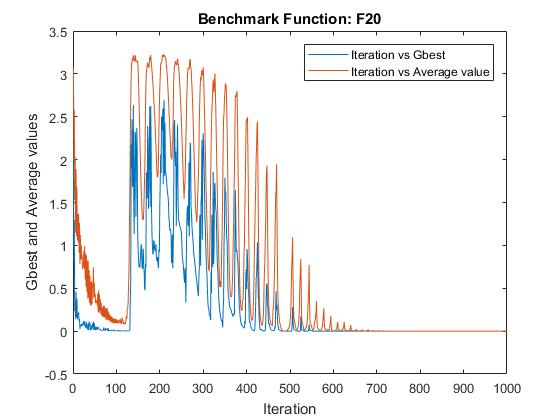 Benchmark Function: F20
3.5
3
2.5
2
1.5
1
0.5
0
-0.5
Gbest and Average values
Iteration vs Gbest
Iteration vs Average value
0 100 200 300 400 500 600 700 800 900 1000
Iteration